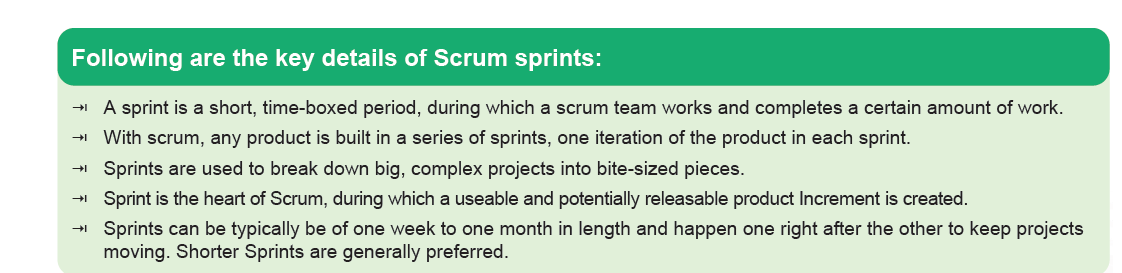 Following are the key details of Scrum sprints:
⇥ A sprint is a short, time-boxed period, during which a scrum team works and completes a certain amount of work.
⇥ With scrum, any product is built in a series of sprints, one iteration of the product in each sprint.
⇥ Sprints are used to break down big, complex projects into bite-sized pieces.
⇥ Sprint is the heart of Scrum, during which a useable and potentially releasable product Increment is created.
⇥ Sprints can be typically be of one week to one month in length and happen one right after the other to keep projects
moving. Shorter Sprints are generally preferred.